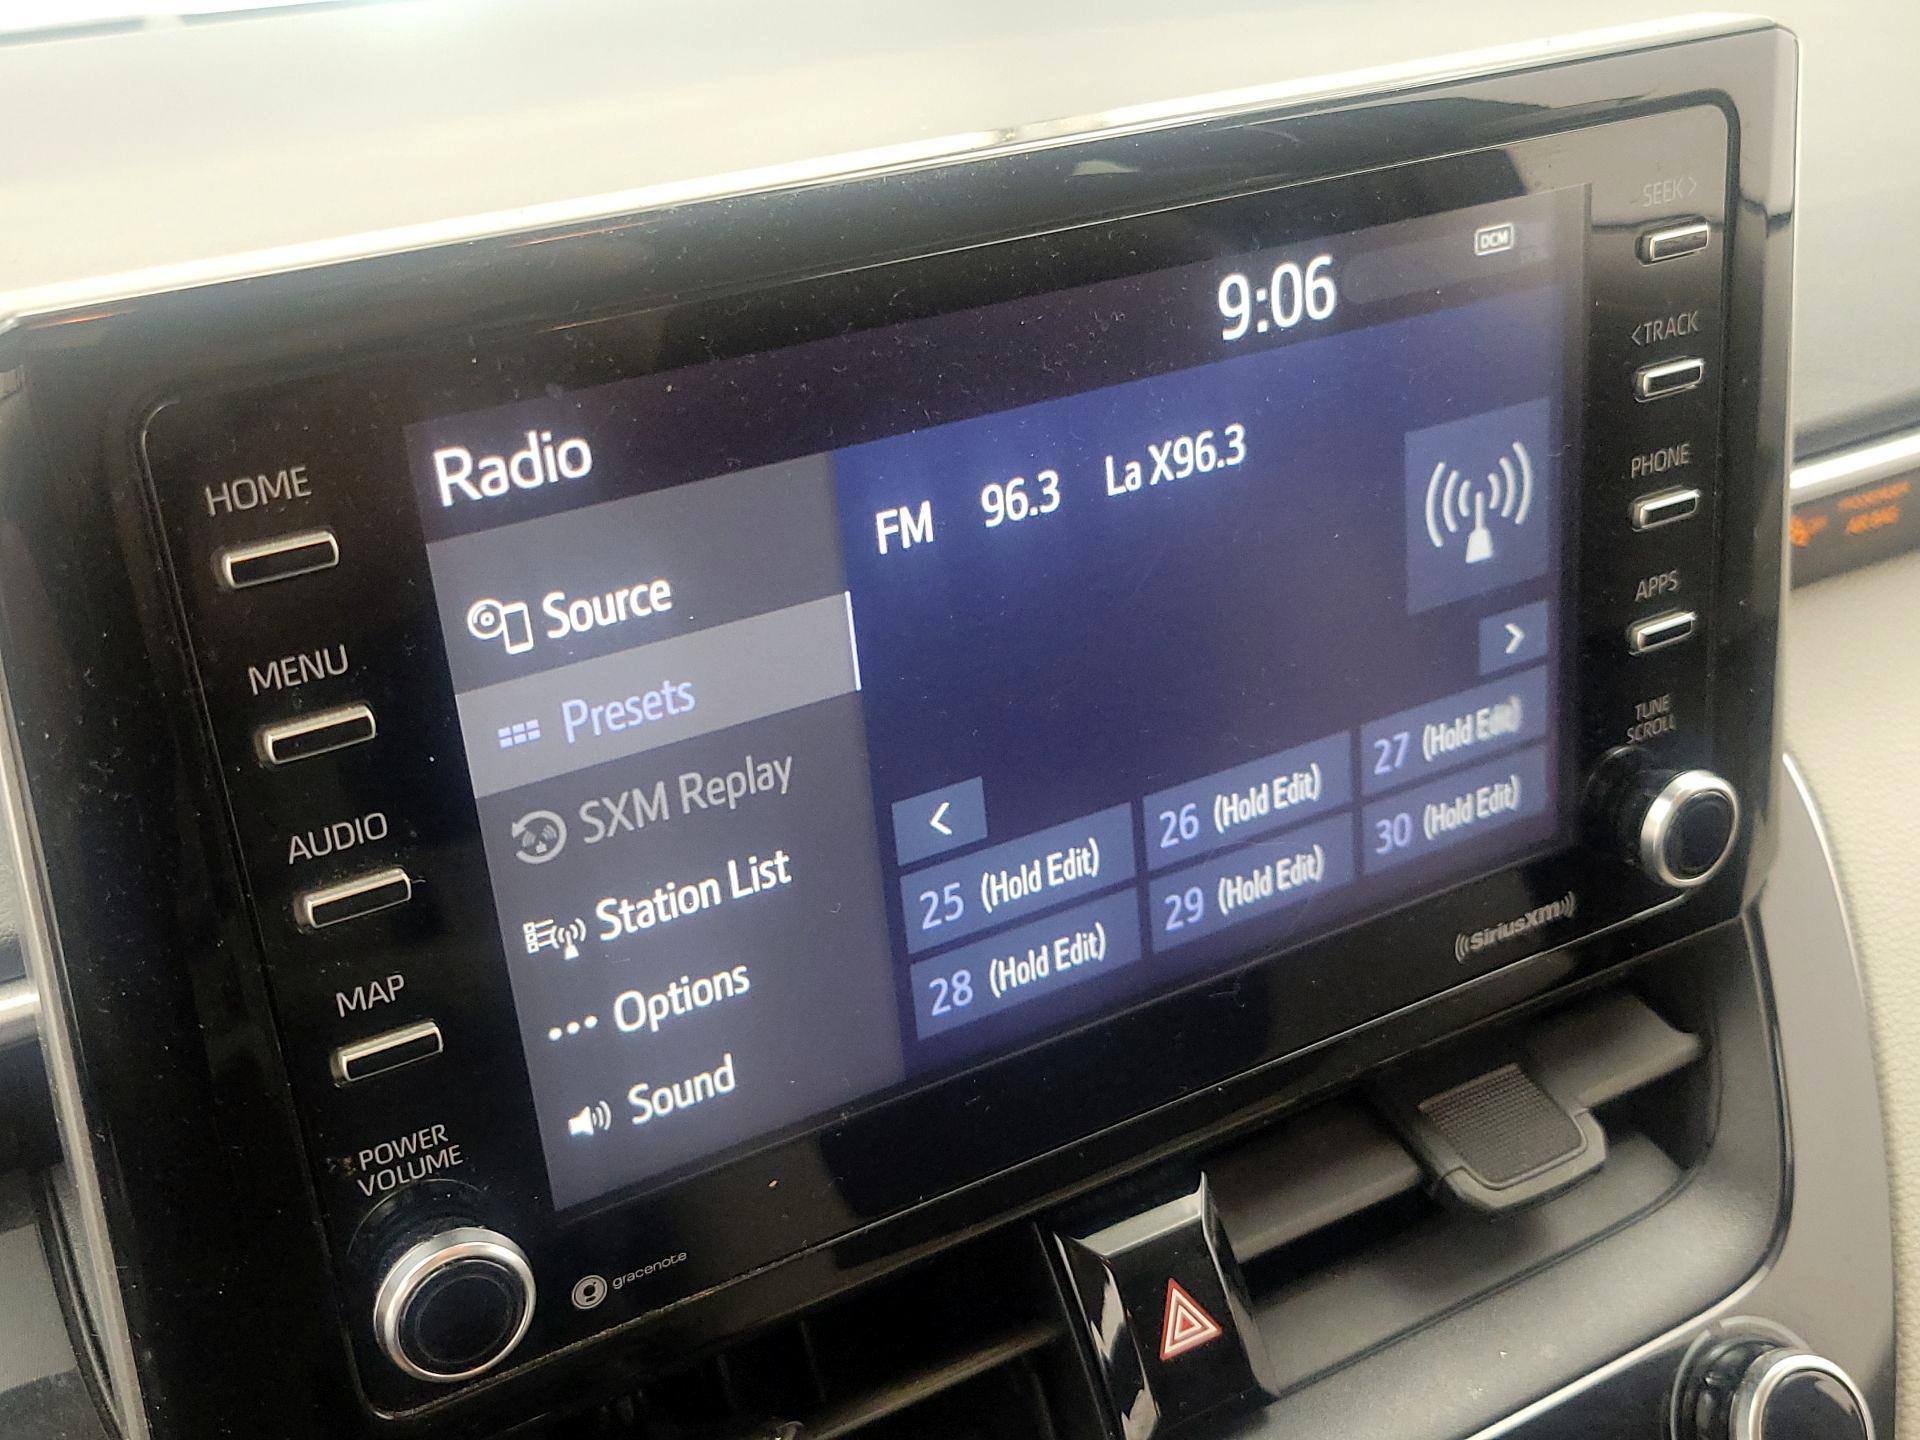 SEEK >
9:06
DCM
< TRACK
Radio
HOME
FM 96.3 La X96.3
PHONE
Source
APPS
MENU
Presets
TUNE
SCROLL
SXM Replay
<
>
25 (Hold Edit)
26 (Hold Edit)
27 (Hold Edit)
28 (Hold Edit)
29 (Hold Edit)
30 (Hold Edit)
AUDIO
Station List
SiriusXM
MAP
Options
Sound
POWER
VOLUME
gracenote